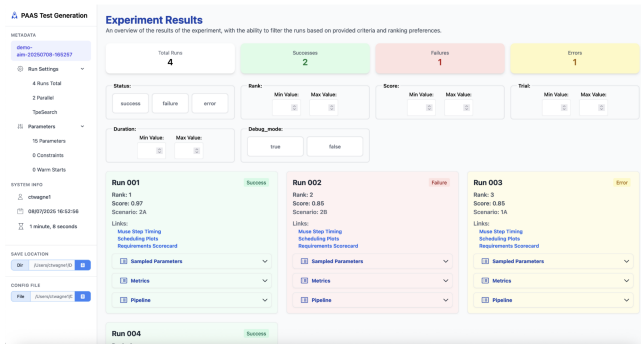 PAAS Test Generation
METADATA
demo-
aim-20250708-165257
Run Settings
4 Runs Total
2 Parallel
TpeSearch
Parameters
15 Parameters
0 Constraints
0 Warm Starts
SYSTEM INFO
ctwagne1
08/07/2025 16:52:56
1 minute, 8 seconds
SAVE LOCATION
Dir /Users/ctwagne1/D
CONFIG FILE
File /Users/ctwagne1/D
Experiment Results
An overview of the results of the experiment, with the ability to filter the runs based on provided criteria and ranking preferences.
Total Runs
4
Successes
2
Failures
1
Errors
1
Status:
success failure error
Rank:
Min Value: Max Value:
Score:
Min Value: Max Value:
Trial:
Min Value: Max Value:
Duration:
Min Value: Max Value:
Debug_mode:
true false
Run 001 Success
Rank: 1
Score: 0.97
Scenario: 2A
Links:
Muse Step Timing
Scheduling Plots
Requirements Scorecard
Sampled Parameters
Metrics
Pipeline
Run 002 Failure
Rank: 2
Score: 0.85
Scenario: 2B
Links:
Muse Step Timing
Scheduling Plots
Requirements Scorecard
Sampled Parameters
Metrics
Pipeline
Run 003 Error
Rank: 3
Score: 0.85
Scenario: 1A
Links:
Muse Step Timing
Scheduling Plots
Requirements Scorecard
Sampled Parameters
Metrics
Pipeline
Run 004 Success